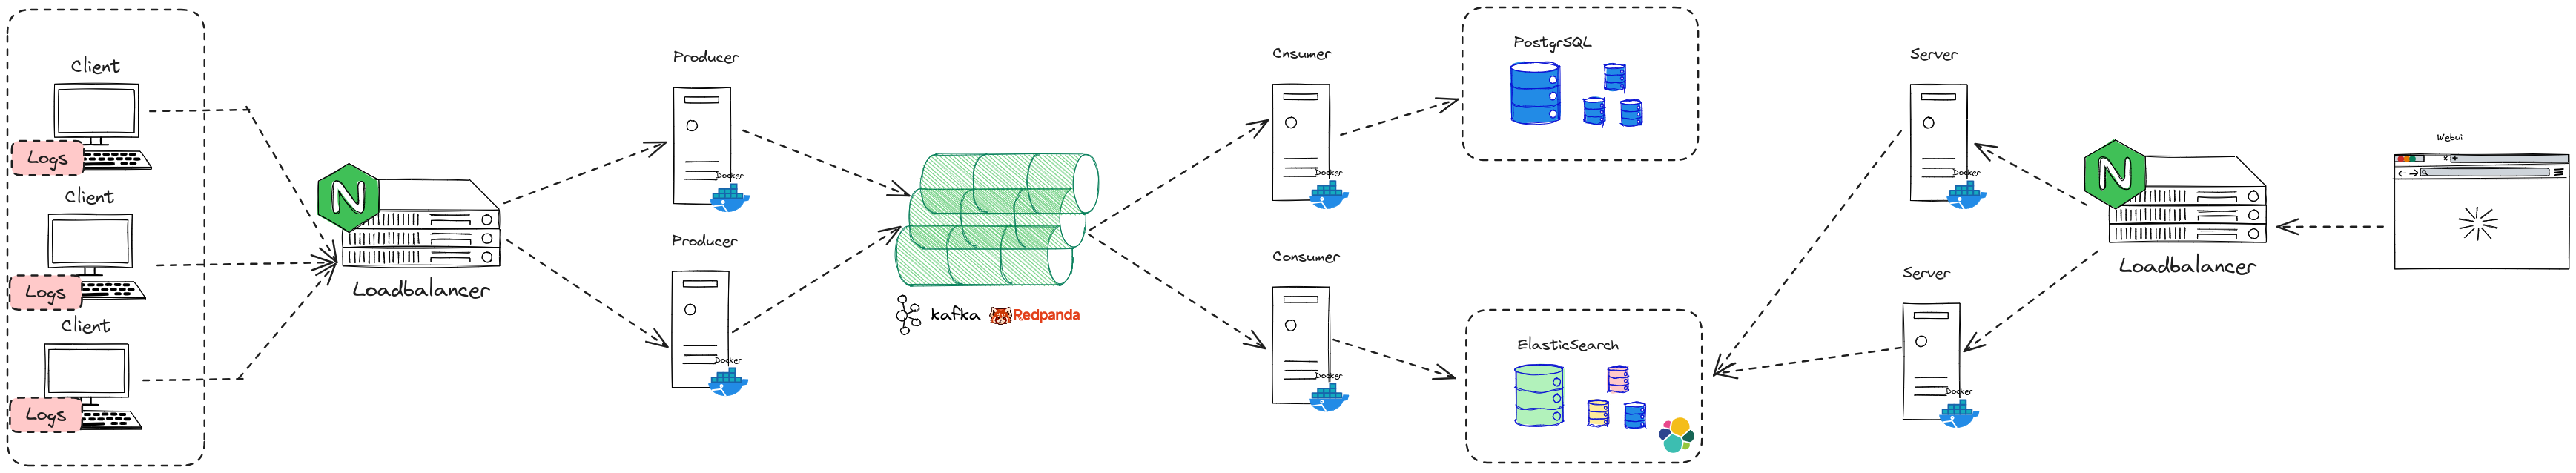 Client
Logs
Client
Logs
Client
Logs
N
Loadbalancer
Producer
Docker
Producer
Docker
kafka
Redpanda
Cnsumer
Docker
Consumer
Docker
PostgrSQL
ElasticSearch
Server
Docker
Server
Docker
N
Loadbalancer
Webui